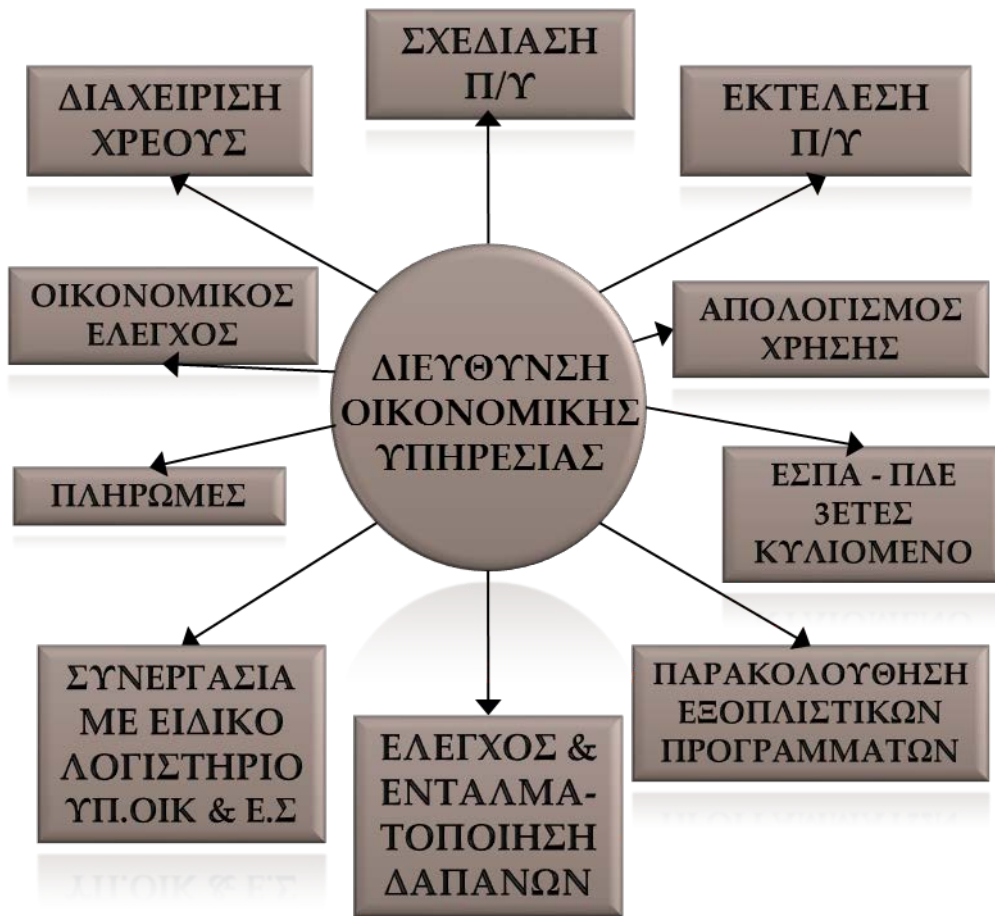 ΣΧΕΔΙΑΣΗ
Π/Υ
ΔΙΑΧΕΙΡΙΣΗ
ΧΡΕΟΥΣ
ΕΚΤΕΛΕΣΗ
Π/Υ
ΟΙΚΟΝΟΜΙΚΟΣ
ΕΛΕΓΧΟΣ
ΑΠΟΛΟΓΙΣΜΟΣ
ΧΡΗΣΗΣ
ΔΙΕΥΘΥΝΣΗ
ΟΙΚΟΝΟΜΙΚΗΣ
ΥΠΗΡΕΣΙΑΣ
ΠΛΗΡΩΜΕΣ
ΕΣΠΑ - ΠΔΕ
3ΕΤΕΣ
ΚΥΛΙΟΜΕΝΟ
ΣΥΝΕΡΓΑΣΙΑ
ΜΕ ΕΙΔΙΚΟ
ΛΟΓΙΣΤΗΡΙΟ
ΥΠ.ΟΙΚ & Ε.Σ
ΕΛΕΓΧΟΣ &
ΕΝΤΑΛΜΑ-
ΤΟΠΟΙΗΣΗ
ΔΑΠΑΝΩΝ
ΠΑΡΑΚΟΛΟΥΘΗΣΗ
ΕΞΟΠΛΙΣΤΙΚΩΝ
ΠΡΟΓΡΑΜΜΑΤΩΝ